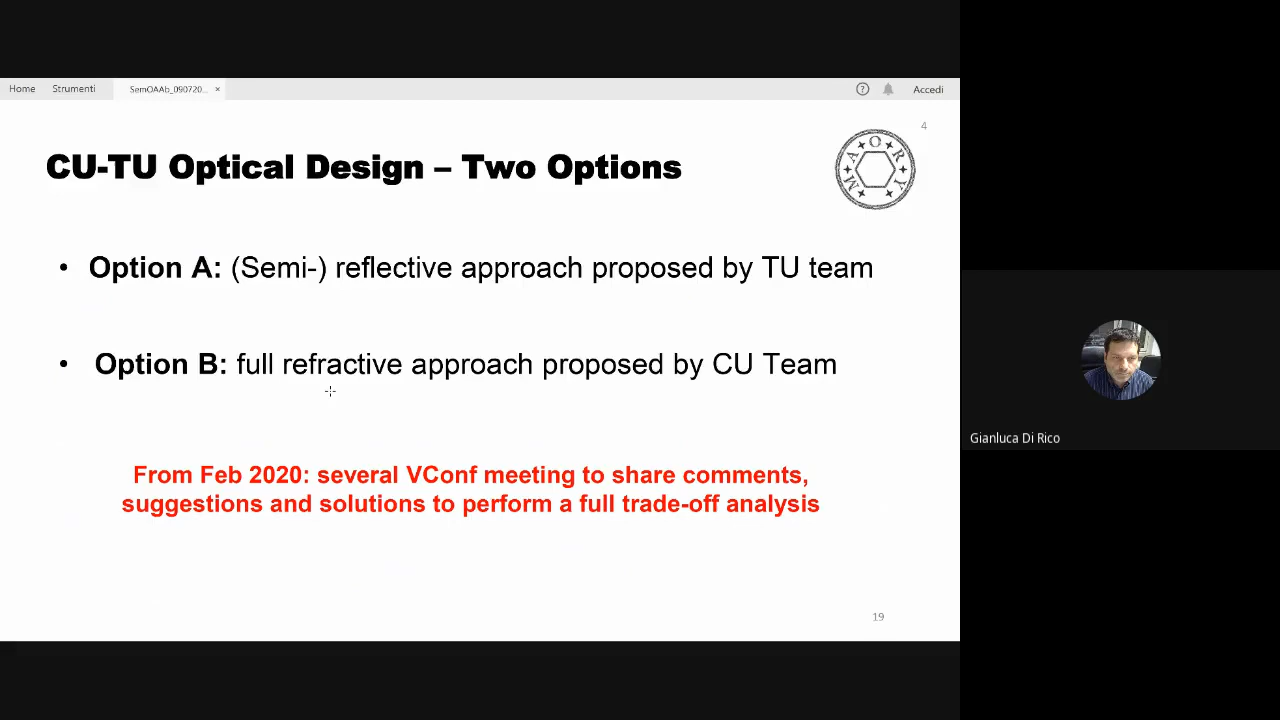 Home Strumenti SemOAAb_090720... × ? Accedi
4
CU-TU Optical Design – Two Options
MAORY
• Option A: (Semi-) reflective approach proposed by TU team
• Option B: full refractive approach proposed by CU Team
From Feb 2020: several VConf meeting to share comments,
suggestions and solutions to perform a full trade-off analysis
19
Gianluca Di Rico